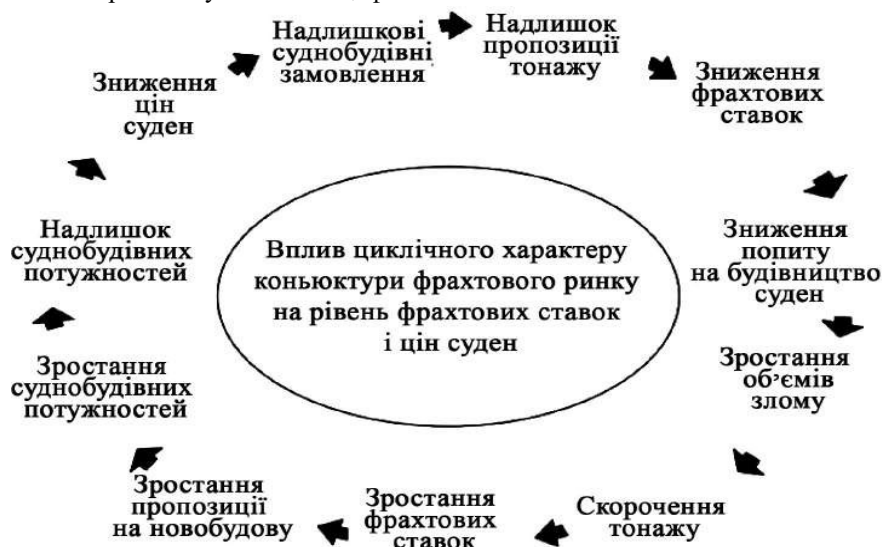 Надлишкові
суднобудівні
замовлення
Надлишок
пропозиції
тонажу
Зниження
фрахтових
ставок
Зниження
попиту
на будівництво
суден
Зростання
об’ємів
злому
Скорочення
тонажу
Зростання
фрахтових
ставок
Зростання
пропозиції
на новобудову
Зростання
суднобудівних
потужностей
Надлишок
суднобудівних
потужностей
Зниження
цін
суден
Вплив циклічного характеру
коньюктури фрахтового ринку
на рівень фрахтових ставок
і цін суден